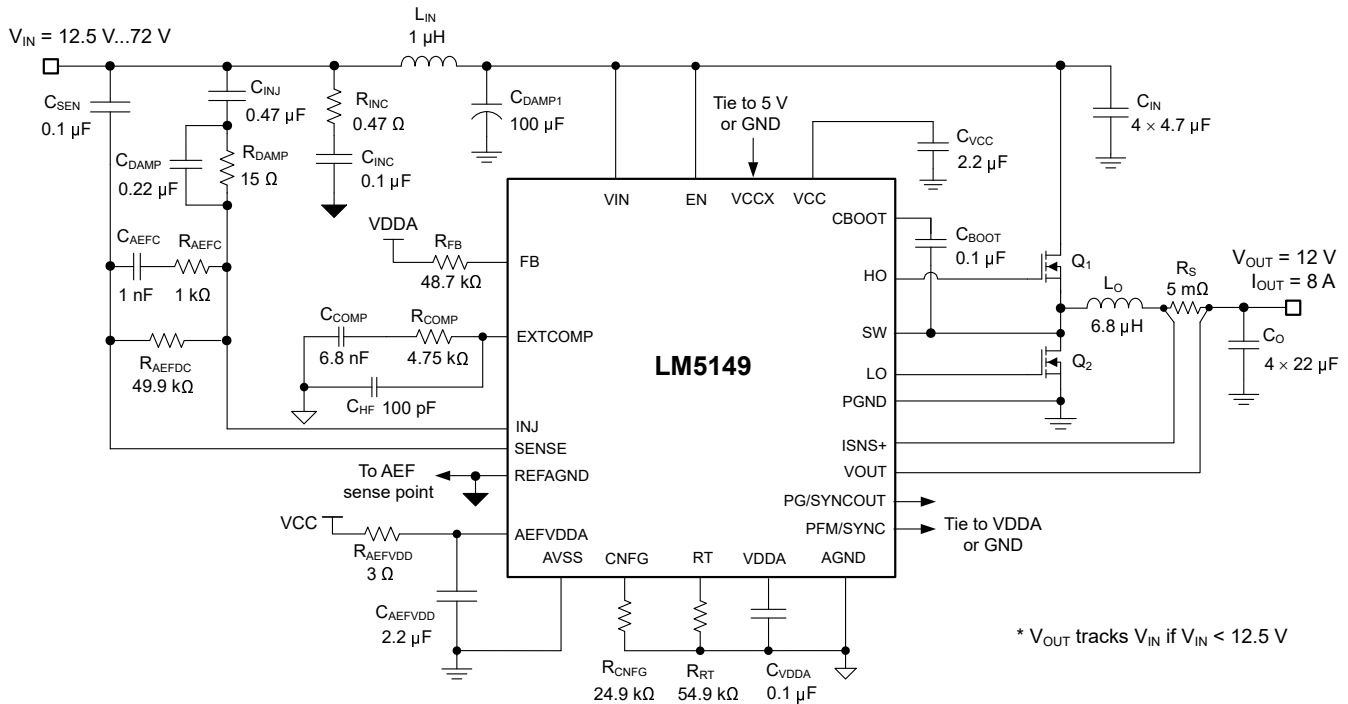 V_IN = 12.5 V...72 V
L_IN
1 µH
C_SEN
0.1 µF
C_INJ
0.47 µF
C_DAMP
0.22 µF
R_DAMP
15 Ω
R_INC
0.47 Ω
C_INC
0.1 µF
C_DAMP1
100 µF
Tie to 5 V
or GND
C_VCC
2.2 µF
C_IN
4 × 4.7 µF
VIN
EN
VCCX
VCC
C_AEFC
1 nF
R_AEFC
1 kΩ
R_AEFDC
49.9 kΩ
VDDA
R_FB
48.7 kΩ
FB
C_COMP
6.8 nF
R_COMP
4.75 kΩ
EXTCOMP
C_HF 100 pF
INJ
SENSE
To AEF
sense point
REFAGND
VCC
R_AEFVDD
3 Ω
AEFVDDA
C_AEFVDD
2.2 µF
LM5149
CBOOT
C_BOOT
0.1 µF
HO
Q_1
SW
L_O
6.8 µH
R_S
5 mΩ
V_OUT = 12 V
I_OUT = 8 A
C_O
4 × 22 µF
LO
Q_2
PGND
ISNS+
VOUT
PG/SYNCOUT
PFM/SYNC
Tie to VDDA
or GND
AVSS
CNFG
RT
VDDA
AGND
R_CNFG
24.9 kΩ
R_RT
54.9 kΩ
C_VDDA
0.1 µF
* V_OUT tracks V_IN if V_IN < 12.5 V